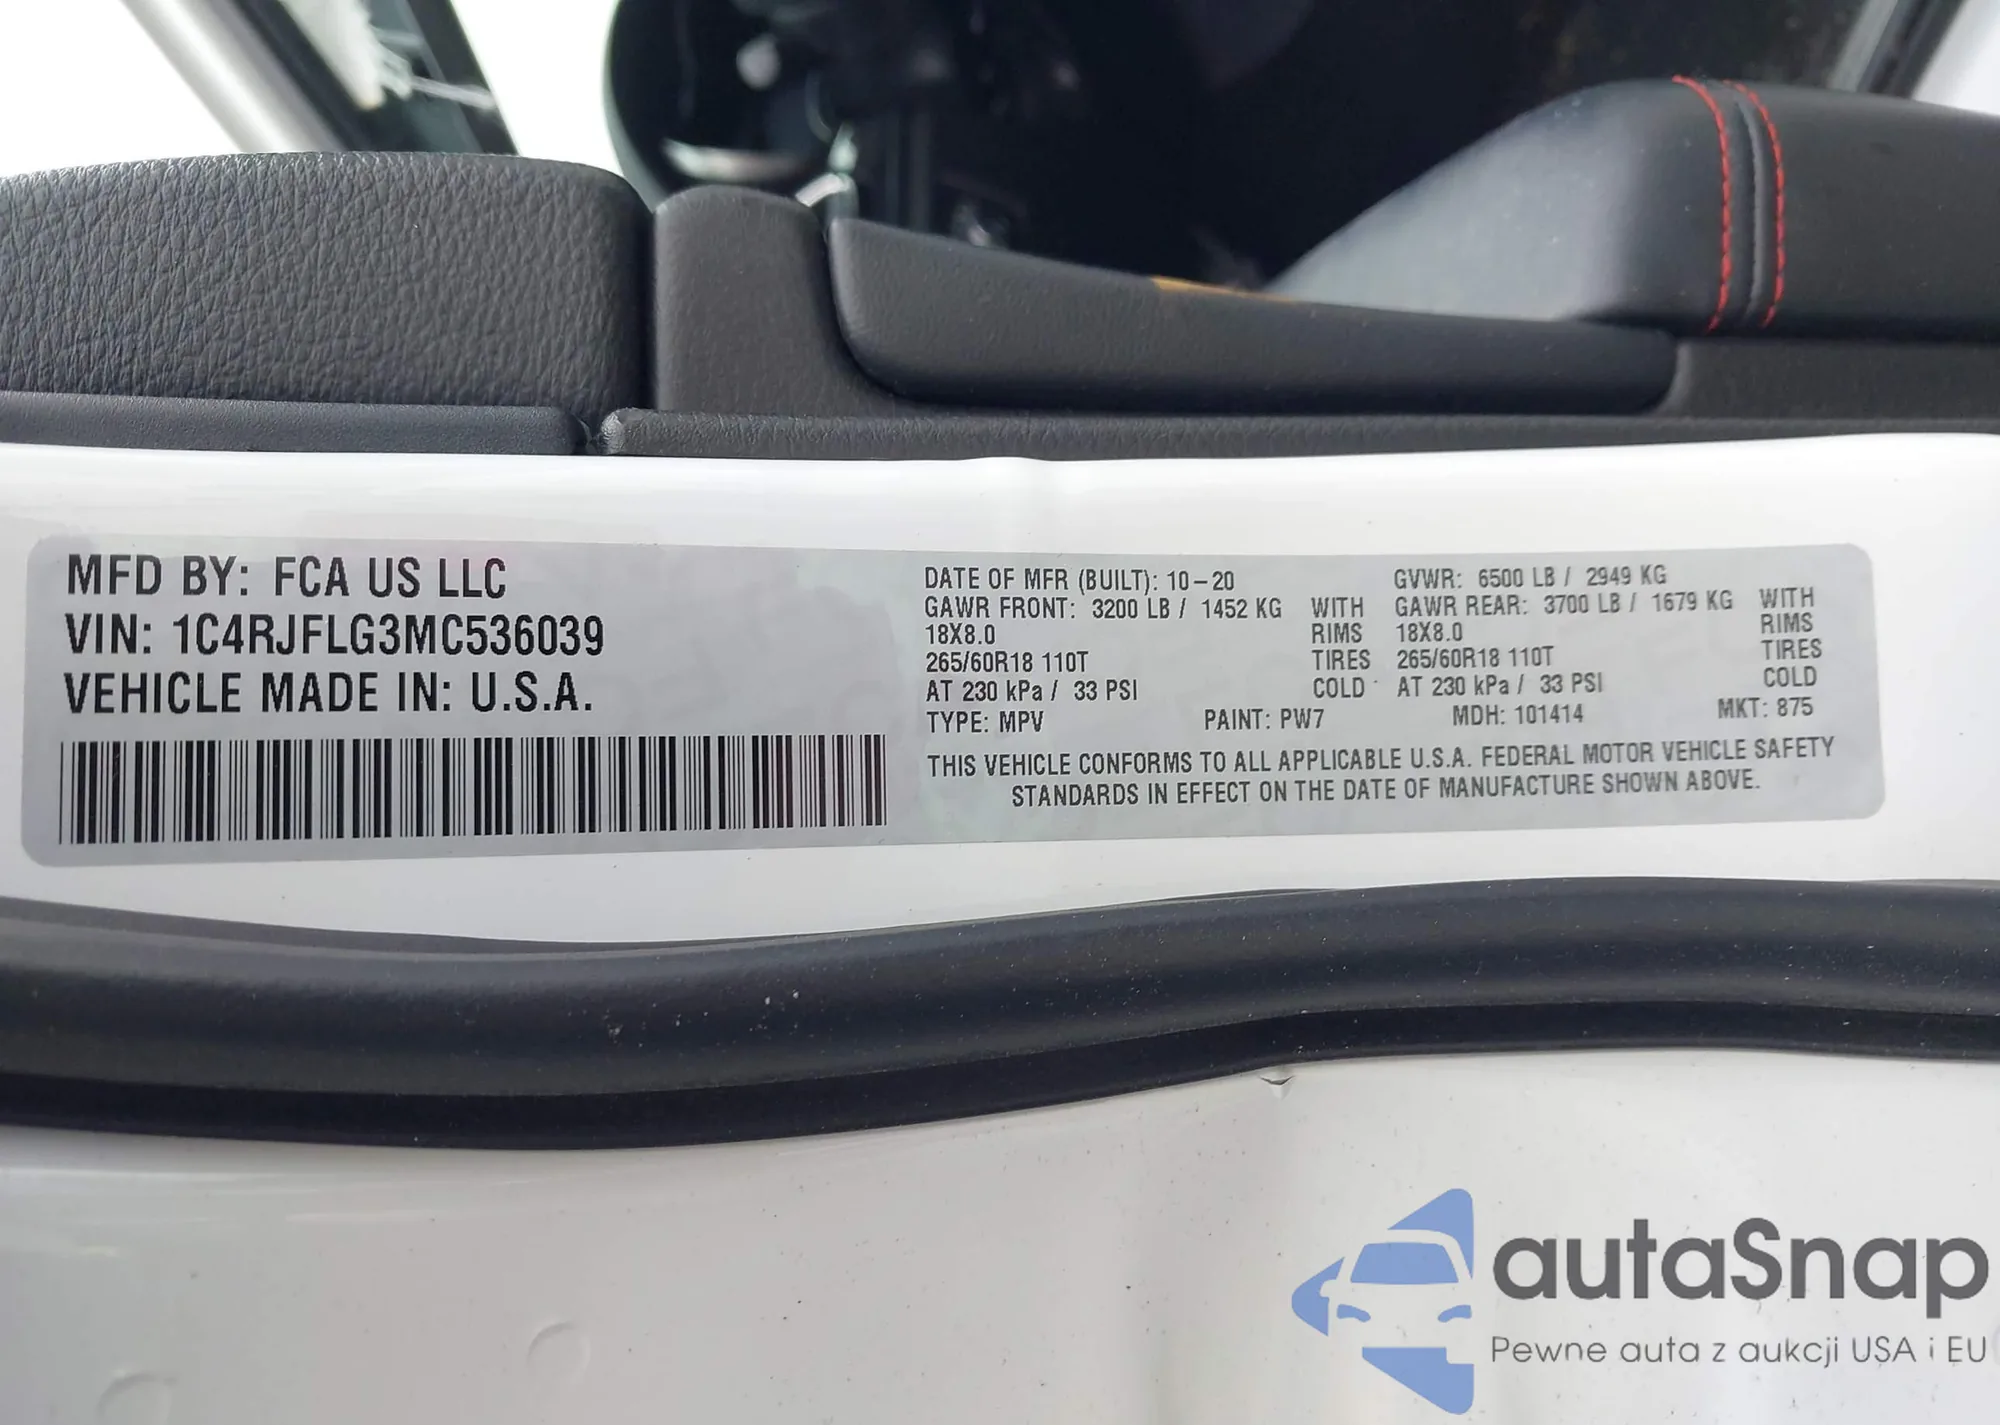 MFD BY: FCA US LLC
VIN: 1C4RJFLG3MC536039
VEHICLE MADE IN: U.S.A.
DATE OF MFR (BUILT): 10-20 GVWR: 6500 LB / 2949 KG
GAWR FRONT: 3200 LB / 1452 KG WITH GAWR REAR: 3700 LB / 1679 KG WITH
18X8.0 RIMS 18X8.0 RIMS
265/60R18 110T TIRES 265/60R18 110T TIRES
AT 230 kPa / 33 PSI COLD AT 230 kPa / 33 PSI COLD
TYPE: MPV PAINT: PW7 MDH: 101414 MKT: 875
THIS VEHICLE CONFORMS TO ALL APPLICABLE U.S.A. FEDERAL MOTOR VEHICLE SAFETY
STANDARDS IN EFFECT ON THE DATE OF MANUFACTURE SHOWN ABOVE.
autaSnap
Pewne auta z aukcji USA i EU